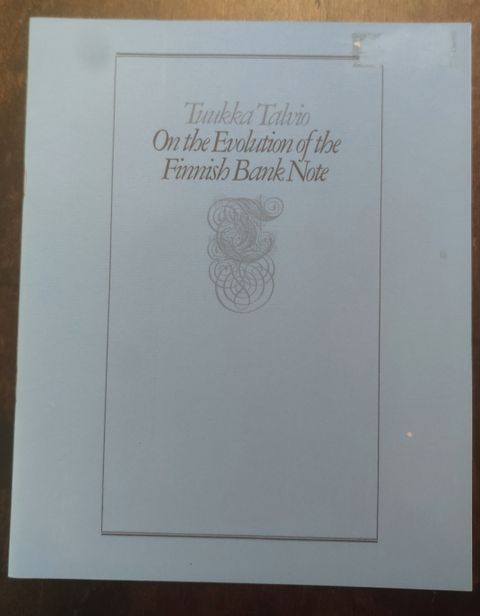 Tuukka Talvio
On the Evolution of the
Finnish Bank Note